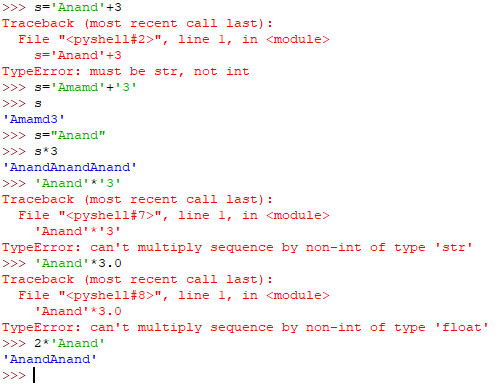 >>> s='Anand'+3
Traceback (most recent call last):
  File "<pyshell#2>", line 1, in <module>
    s='Anand'+3
TypeError: must be str, not int
>>> s='Amamd'+'3'
>>> s
'Amamd3'
>>> s="Anand"
>>> s*3
'AnandAnandAnand'
>>> 'Anand'*'3'
Traceback (most recent call last):
  File "<pyshell#7>", line 1, in <module>
    'Anand'*'3'
TypeError: can't multiply sequence by non-int of type 'str'
>>> 'Anand'*3.0
Traceback (most recent call last):
  File "<pyshell#8>", line 1, in <module>
    'Anand'*3.0
TypeError: can't multiply sequence by non-int of type 'float'
>>> 2*'Anand'
'AnandAnand'
>>>